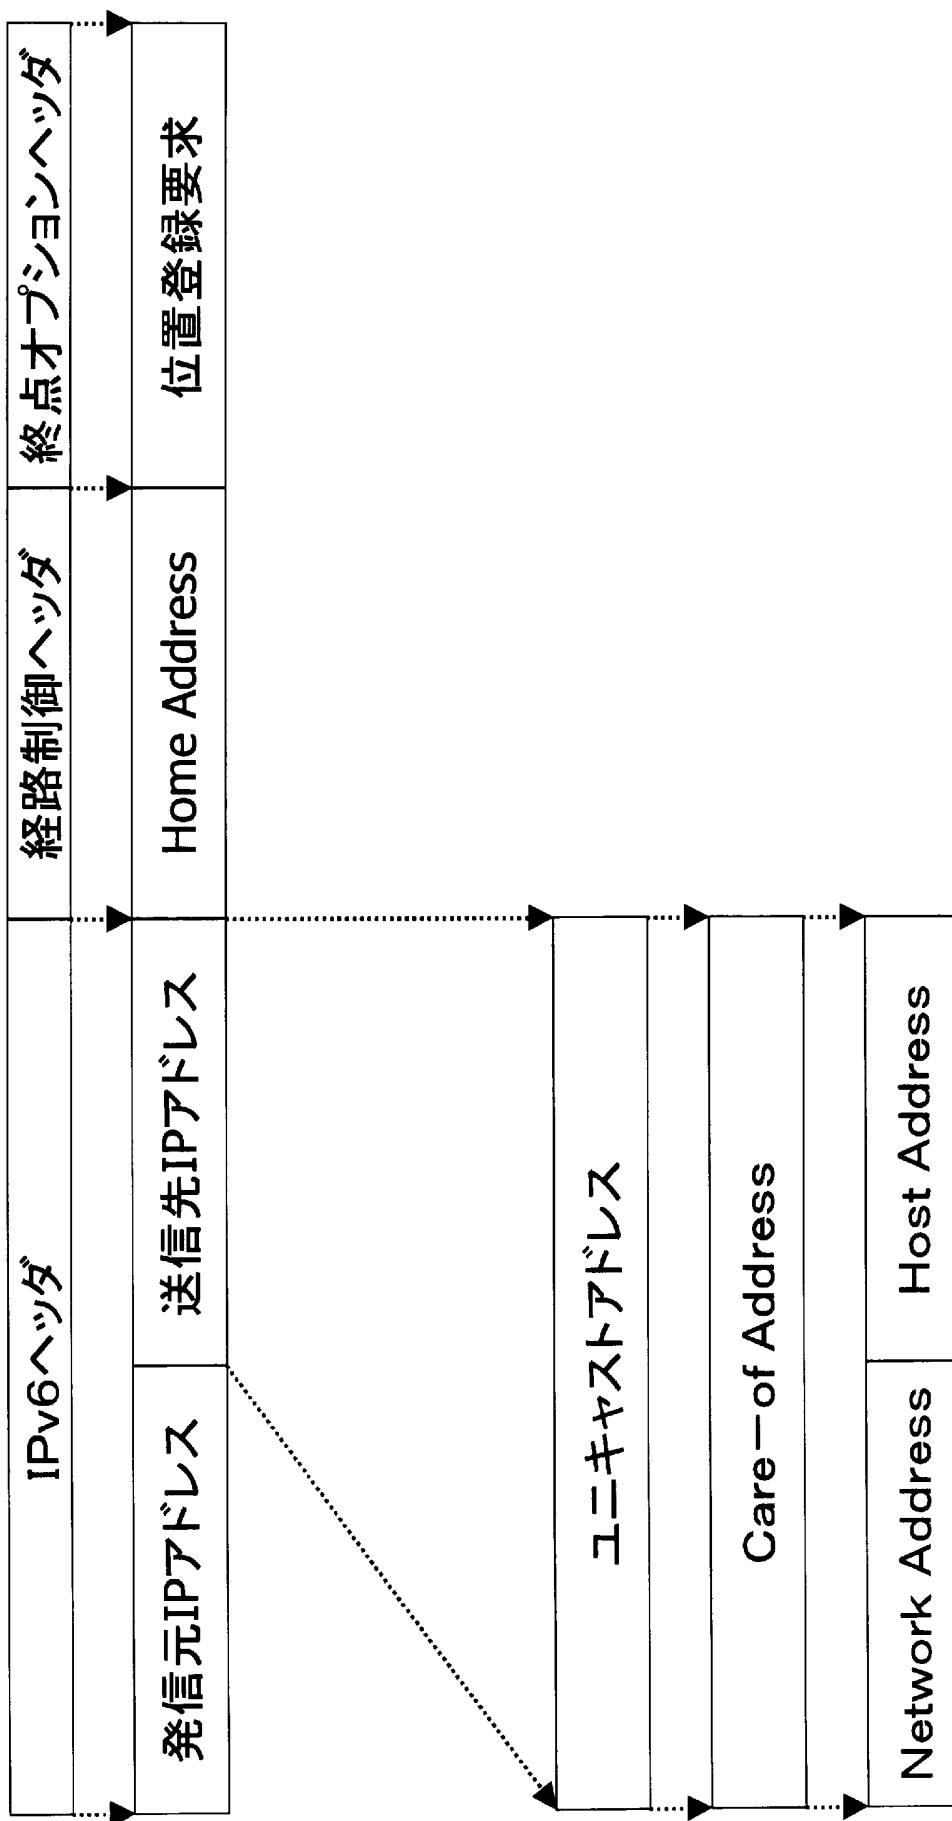 IPv6ヘッダ
経路制御ヘッダ
終点オプションヘッダ
発信元IPアドレス
送信先IPアドレス
Home Address
位置登録要求
ユニキャストアドレス
Care－of Address
Network Address
Host Address